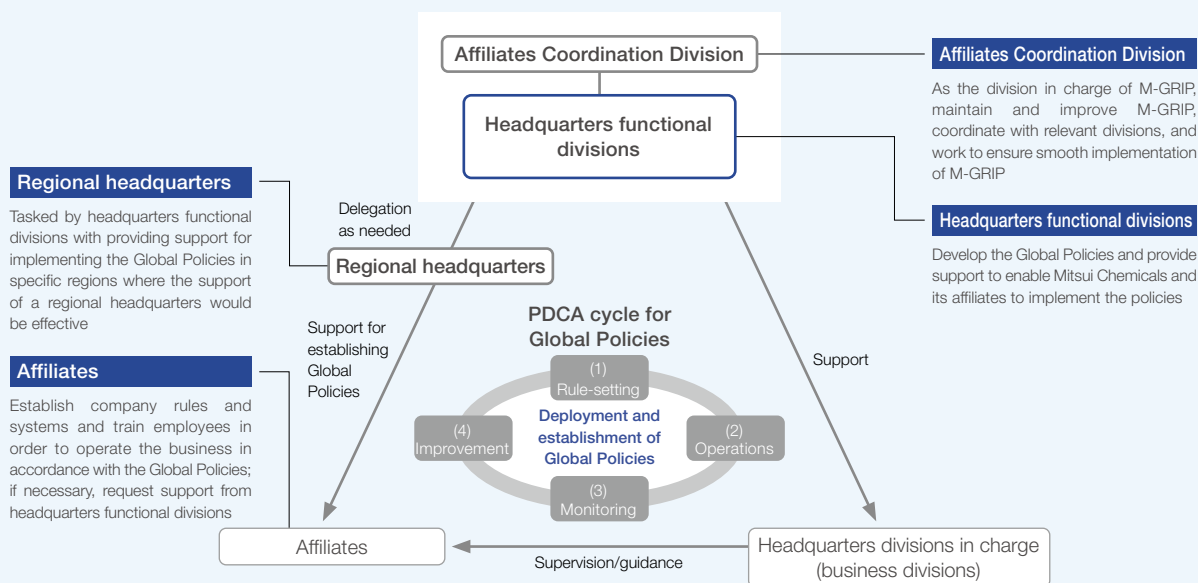 Affiliates Coordination Division
Headquarters functional
divisions
Affiliates Coordination Division
As the division in charge of M-GRIP,
maintain and improve M-GRIP,
coordinate with relevant divisions, and
work to ensure smooth implementation
of M-GRIP
Headquarters functional divisions
Develop the Global Policies and provide
support to enable Mitsui Chemicals and
its affiliates to implement the policies
Regional headquarters
Tasked by headquarters functional
divisions with providing support for
implementing the Global Policies in
specific regions where the support
of a regional headquarters would
be effective
Delegation
as needed
Regional headquarters
Support for
establishing
Global
Policies
PDCA cycle for
Global Policies
(1)
Rule-setting
(2)
Operations
(3)
Monitoring
(4)
Improvement
Deployment and
establishment of
Global Policies
Support
Affiliates
Establish company rules and
systems and train employees in
order to operate the business in
accordance with the Global Policies;
if necessary, request support from
headquarters functional divisions
Affiliates
Supervision/guidance
Headquarters divisions in charge
(business divisions)